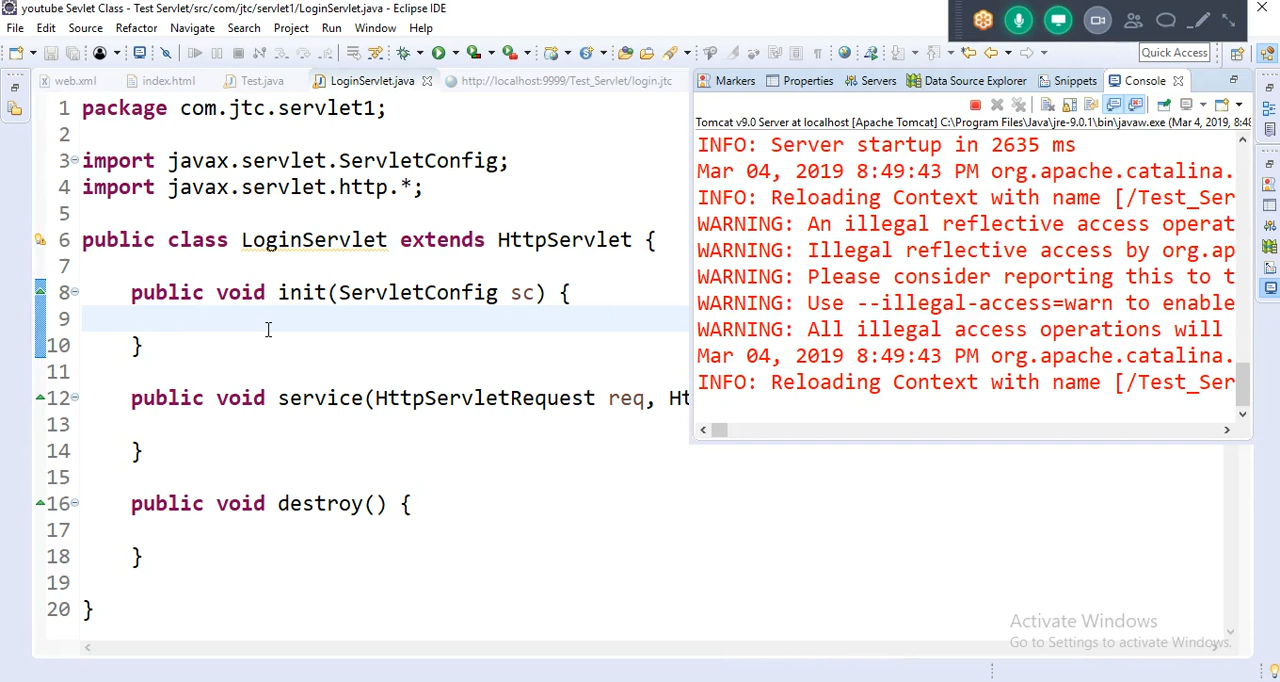 youtube Sevlet Class - Test Servlet/src/com/jtc/servlet1/LoginServlet.java - Eclipse IDE
File Edit Source Refactor Navigate Search Project Run Window Help
Quick Access
web.xml index.html Test.java LoginServlet.java http://localhost:9999/Test_Servlet/login.jtc
Markers Properties Servers Data Source Explorer Snippets Console
Tomcat v9.0 Server at localhost [Apache Tomcat] C:\Program Files\Java\jre-9.0.1\bin\javaw.exe (Mar 4, 2019, 8:48
1 package com.jtc.servlet1;
2
3 import javax.servlet.ServletConfig;
4 import javax.servlet.http.*;
5
6 public class LoginServlet extends HttpServlet {
7
8 public void init(ServletConfig sc) {
9
10 }
11
12 public void service(HttpServletRequest req, Ht
13
14 }
15
16 public void destroy() {
17
18 }
19
20 }
INFO: Server startup in 2635 ms
Mar 04, 2019 8:49:43 PM org.apache.catalina.
INFO: Reloading Context with name [/Test_Ser
WARNING: An illegal reflective access operat
WARNING: Illegal reflective access by org.ap
WARNING: Please consider reporting this to t
WARNING: Use --illegal-access=warn to enable
WARNING: All illegal access operations will
Mar 04, 2019 8:49:43 PM org.apache.catalina.
INFO: Reloading Context with name [/Test_Ser
Activate Windows
Go to Settings to activate Windows.